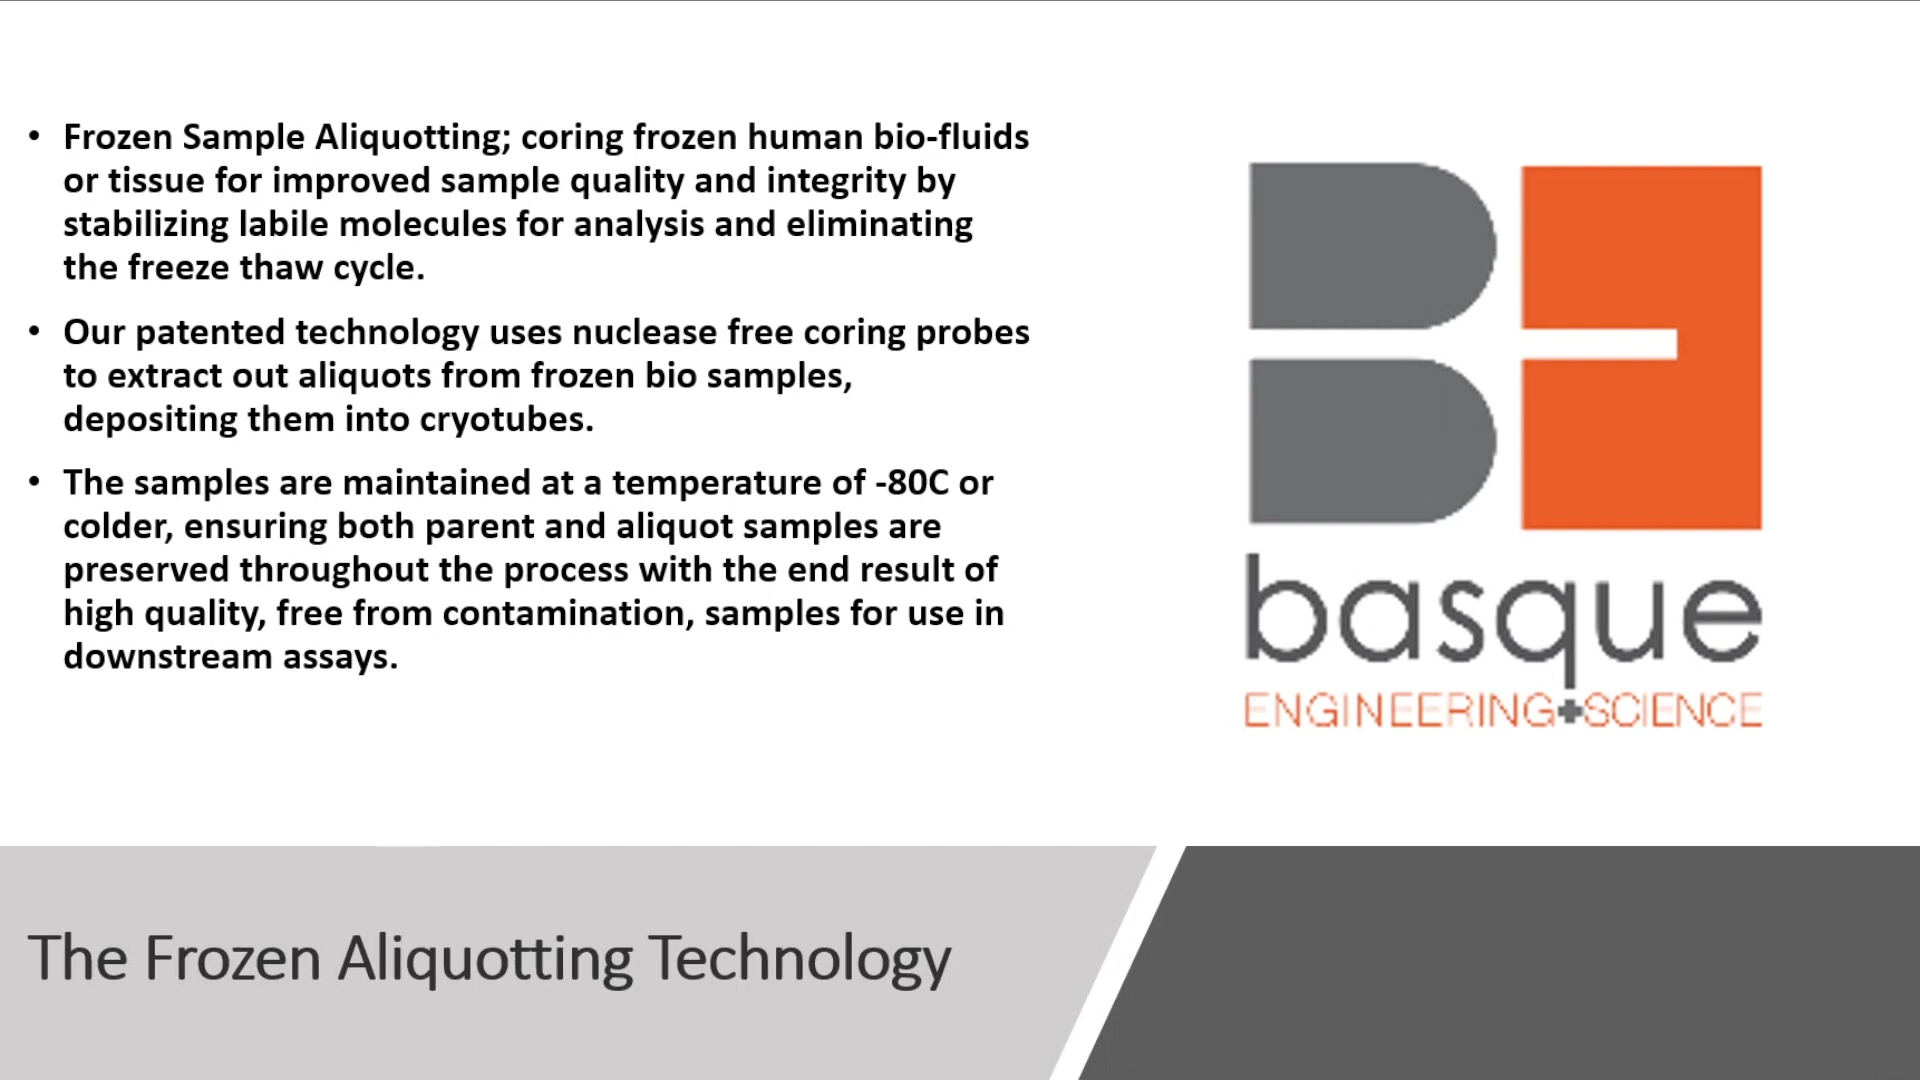 • Frozen Sample Aliquotting; coring frozen human bio-fluids
or tissue for improved sample quality and integrity by
stabilizing labile molecules for analysis and eliminating
the freeze thaw cycle.
• Our patented technology uses nuclease free coring probes
to extract out aliquots from frozen bio samples,
depositing them into cryotubes.
• The samples are maintained at a temperature of -80C or
colder, ensuring both parent and aliquot samples are
preserved throughout the process with the end result of
high quality, free from contamination, samples for use in
downstream assays.
basque
ENGINEERING+SCIENCE
The Frozen Aliquotting Technology